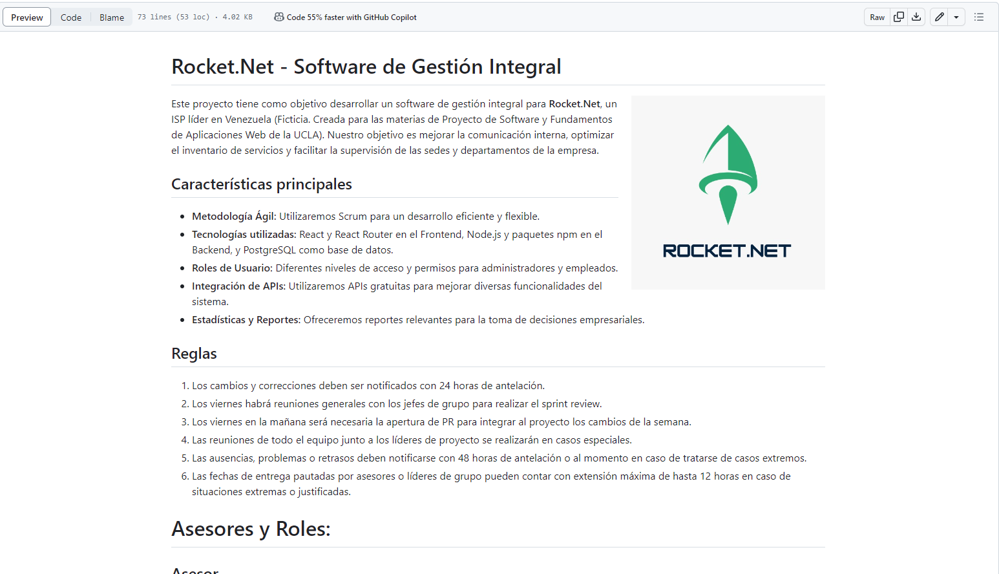 Preview
Code
Blame
73 lines (53 loc) · 4.02 KB
Code 55% faster with GitHub Copilot
Raw
Rocket.Net - Software de Gestión Integral
Este proyecto tiene como objetivo desarrollar un software de gestión integral para Rocket.Net, un
ISP líder en Venezuela (Ficticia. Creada para las materias de Proyecto de Software y Fundamentos
de Aplicaciones Web de la UCLA). Nuestro objetivo es mejorar la comunicación interna, optimizar
el inventario de servicios y facilitar la supervisión de las sedes y departamentos de la empresa.
ROCKET.NET
Características principales
• Metodología Ágil: Utilizaremos Scrum para un desarrollo eficiente y flexible.
• Tecnologías utilizadas: React y React Router en el Frontend, Node.js y paquetes npm en el
Backend, y PostgreSQL como base de datos.
• Roles de Usuario: Diferentes niveles de acceso y permisos para administradores y empleados.
• Integración de APIs: Utilizaremos APIs gratuitas para mejorar diversas funcionalidades del
sistema.
• Estadísticas y Reportes: Ofreceremos reportes relevantes para la toma de decisiones empresariales.
Reglas
1. Los cambios y correcciones deben ser notificados con 24 horas de antelación.
2. Los viernes habrá reuniones generales con los jefes de grupo para realizar el sprint review.
3. Los viernes en la mañana será necesaria la apertura de PR para integrar al proyecto los cambios de la semana.
4. Las reuniones de todo el equipo junto a los líderes de proyecto se realizarán en casos especiales.
5. Las ausencias, problemas o retrasos deben notificarse con 48 horas de antelación o al momento en caso de tratarse de casos extremos.
6. Las fechas de entrega pautadas por asesores o líderes de grupo pueden contar con extensión máxima de hasta 12 horas en caso de
situaciones extremas o justificadas.
Asesores y Roles:
Asesor